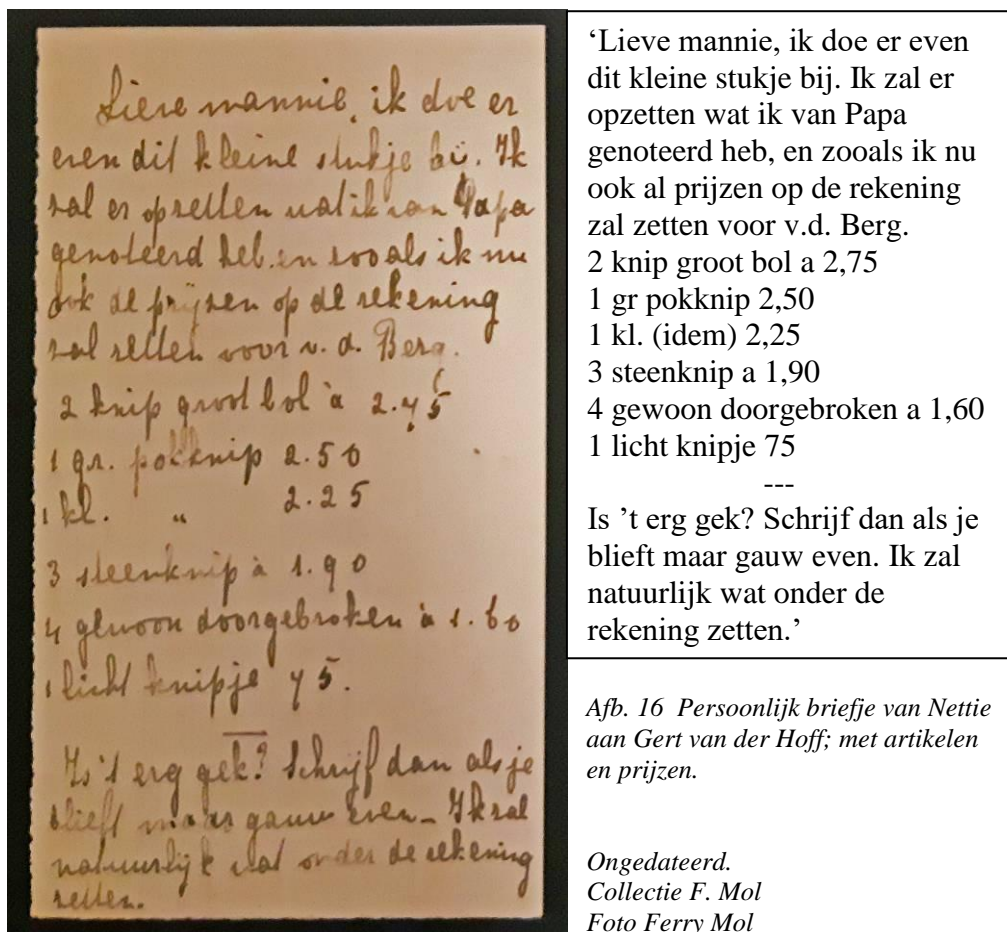 Lieve mannie, ik doe er
even dit kleine stukje bij. Ik
zal er opzetten wat ik van Papa
genoteerd heb, en zooals ik nu
ook de prijzen op de rekening
zal zetten voor v. d. Berg.
2 knip groot bol à 2.75
1 gr. pokknip 2.50
1 kl. " 2.25
3 steenknip à 1.90
4 gewoon doorgebroken à 1.60
1 licht knipje 75.
Is 't erg gek? Schrijf dan als je
blieft maar gauw even - Ik zal
natuurlijk wat onder de rekening
zetten.
‘Lieve mannie, ik doe er even
dit kleine stukje bij. Ik zal er
opzetten wat ik van Papa
genoteerd heb, en zooals ik nu
ook al prijzen op de rekening
zal zetten voor v.d. Berg.
2 knip groot bol a 2,75
1 gr pokknip 2,50
1 kl. (idem) 2,25
3 steenknip a 1,90
4 gewoon doorgebroken a 1,60
1 licht knipje 75
---
Is ’t erg gek? Schrijf dan als je
blieft maar gauw even. Ik zal
natuurlijk wat onder de
rekening zetten.’
Afb. 16 Persoonlijk briefje van Nettie
aan Gert van der Hoff; met artikelen
en prijzen.
Ongedateerd.
Collectie F. Mol
Foto Ferry Mol